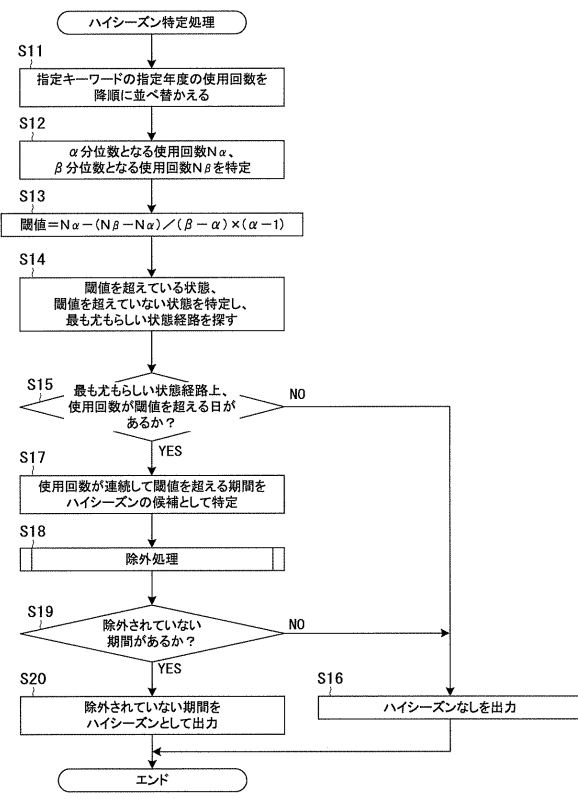 ハイシーズン特定処理
S11
指定キーワードの指定年度の使用回数を
降順に並べ替かえる
S12
α分位数となる使用回数Nα、
β分位数となる使用回数Nβを特定
S13
閾値=Nα-(Nβ-Nα)/(β-α)×(α-1)
S14
閾値を超えている状態、
閾値を超えていない状態を特定し、
最も尤もらしい状態経路を探す
S15
最も尤もらしい状態経路上、
使用回数が閾値を超える日が
あるか?
NO
YES
S17
使用回数が連続して閾値を超える期間を
ハイシーズンの候補として特定
S18
除外処理
S19
除外されていない
期間があるか?
NO
YES
S20
除外されていない期間を
ハイシーズンとして出力
S16
ハイシーズンなしを出力
エンド